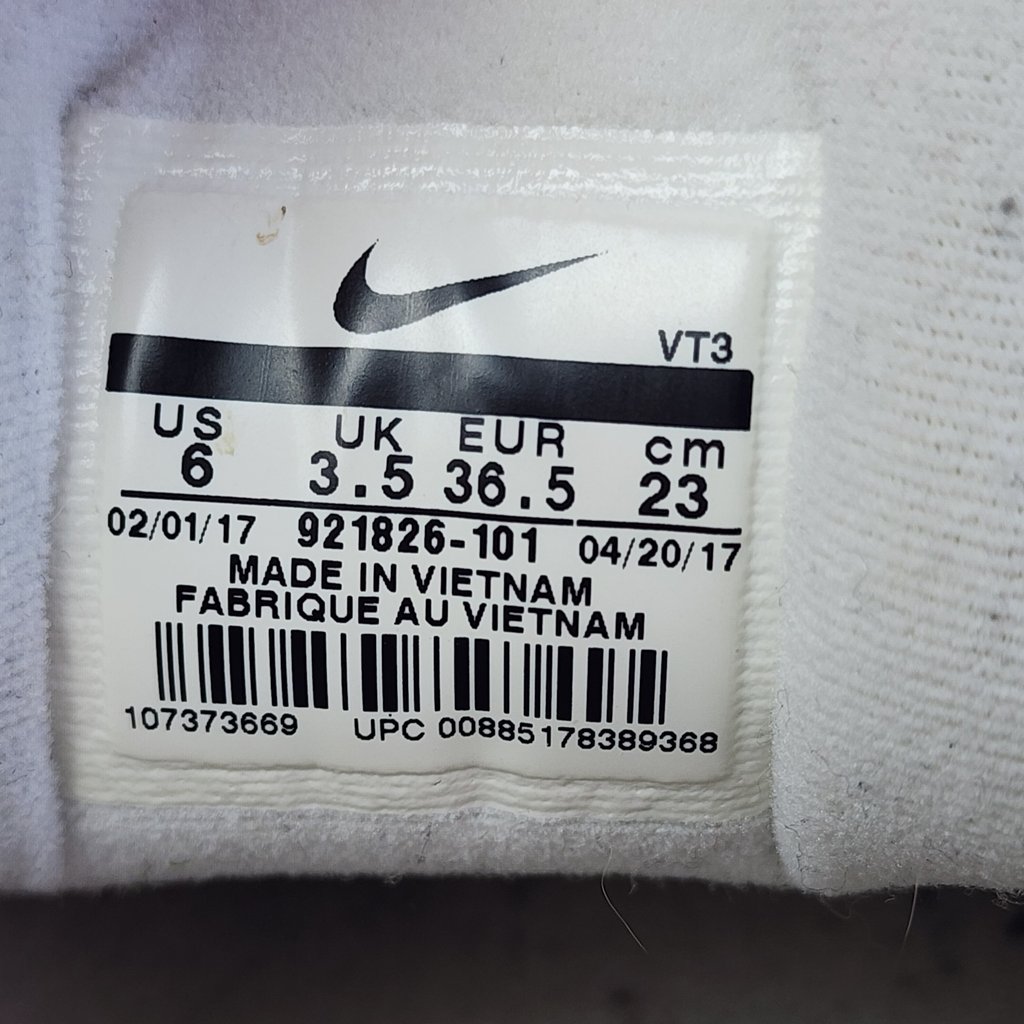 VT3
US UK EUR cm
6 3.5 36.5 23
02/01/17 921826-101 04/20/17
MADE IN VIETNAM
FABRIQUE AU VIETNAM
107373669 UPC 00885178389368